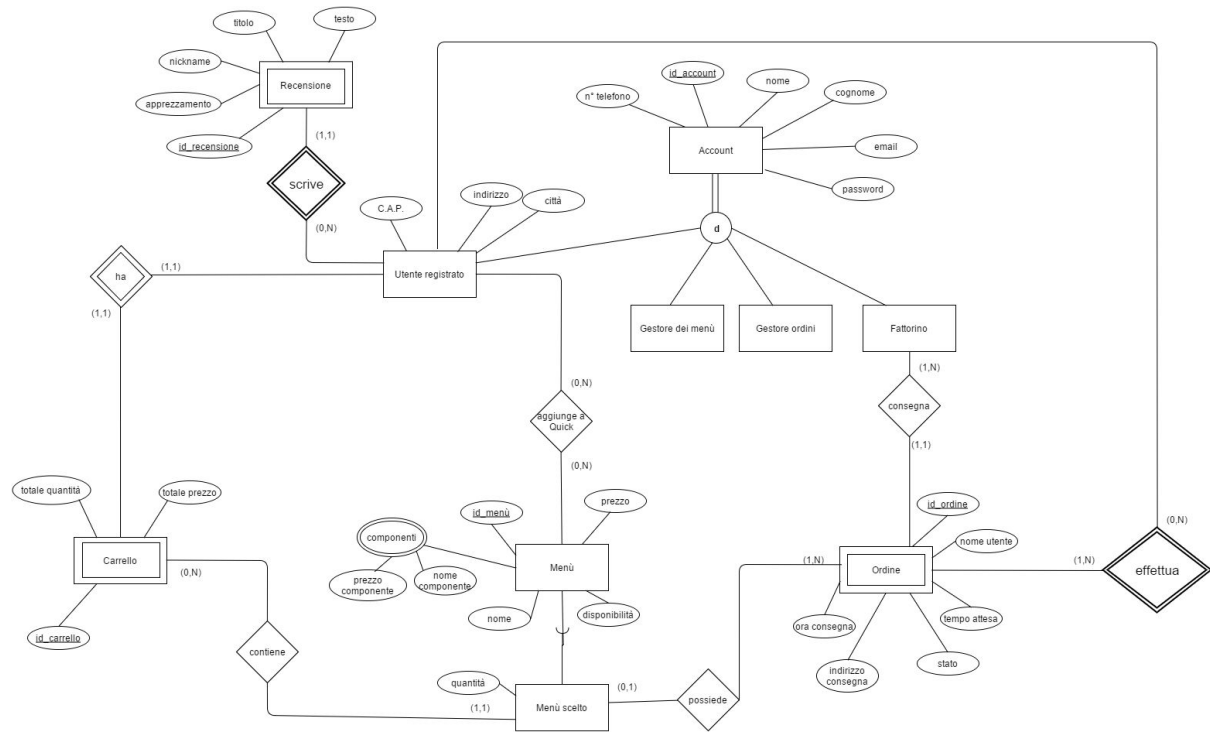 titolo
testo
nickname
Recensione
apprezzamento
id_recensione
(1,1)
scrive
(0,N)
id_account
nome
n° telefono
cognome
Account
email
password
C.A.P.
indirizzo
città
d
Utente registrato
ha
(1,1)
(1,1)
Gestore dei menù
Gestore ordini
Fattorino
(1,N)
consegna
(1,1)
(0,N)
aggiunge a
Quick
(0,N)
totale quantità
totale prezzo
Carrello
(0,N)
id_carrello
id_menù
prezzo
componenti
prezzo
componente
nome
componente
Menù
nome
disponibilità
id_ordine
nome utente
(1,N)
Ordine
(1,N)
(0,N)
effettua
ora consegna
tempo attesa
indirizzo
consegna
stato
contiene
quantità
(1,1)
Menù scelto
(0,1)
possiede